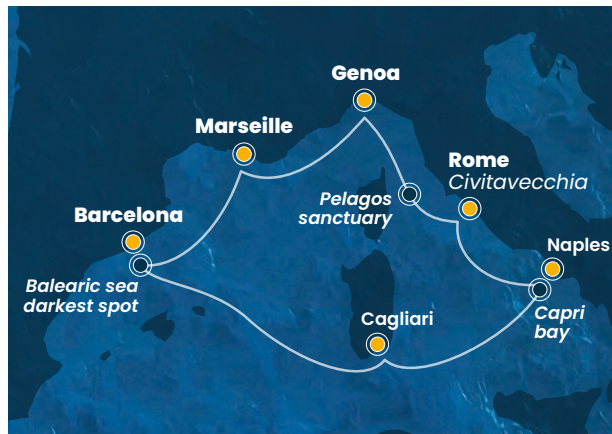 Genoa
Marseille
Rome
Civitavecchia
Pelagos
sanctuary
Barcelona
Naples
Balearic sea
darkest spot
Capri
bay
Cagliari